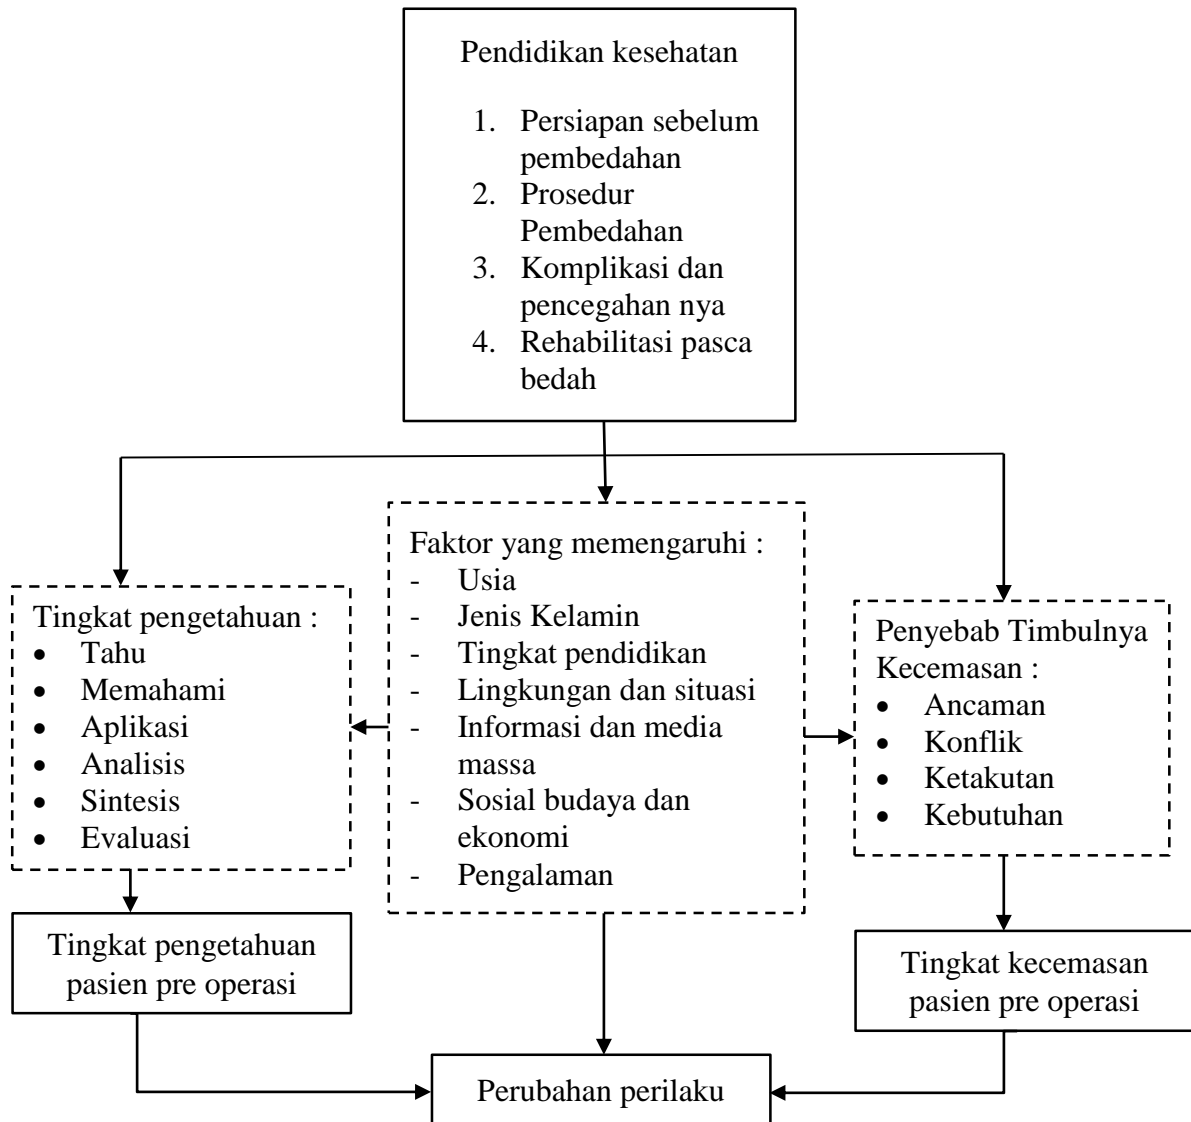 Pendidikan kesehatan
1. Persiapan sebelum
pembedahan
2. Prosedur
Pembedahan
3. Komplikasi dan
pencegahan nya
4. Rehabilitasi pasca
bedah
Tingkat pengetahuan :
• Tahu
• Memahami
• Aplikasi
• Analisis
• Sintesis
• Evaluasi
Faktor yang memengaruhi :
- Usia
- Jenis Kelamin
- Tingkat pendidikan
- Lingkungan dan situasi
- Informasi dan media
massa
- Sosial budaya dan
ekonomi
- Pengalaman
Penyebab Timbulnya
Kecemasan :
• Ancaman
• Konflik
• Ketakutan
• Kebutuhan
Tingkat pengetahuan
pasien pre operasi
Tingkat kecemasan
pasien pre operasi
Perubahan perilaku